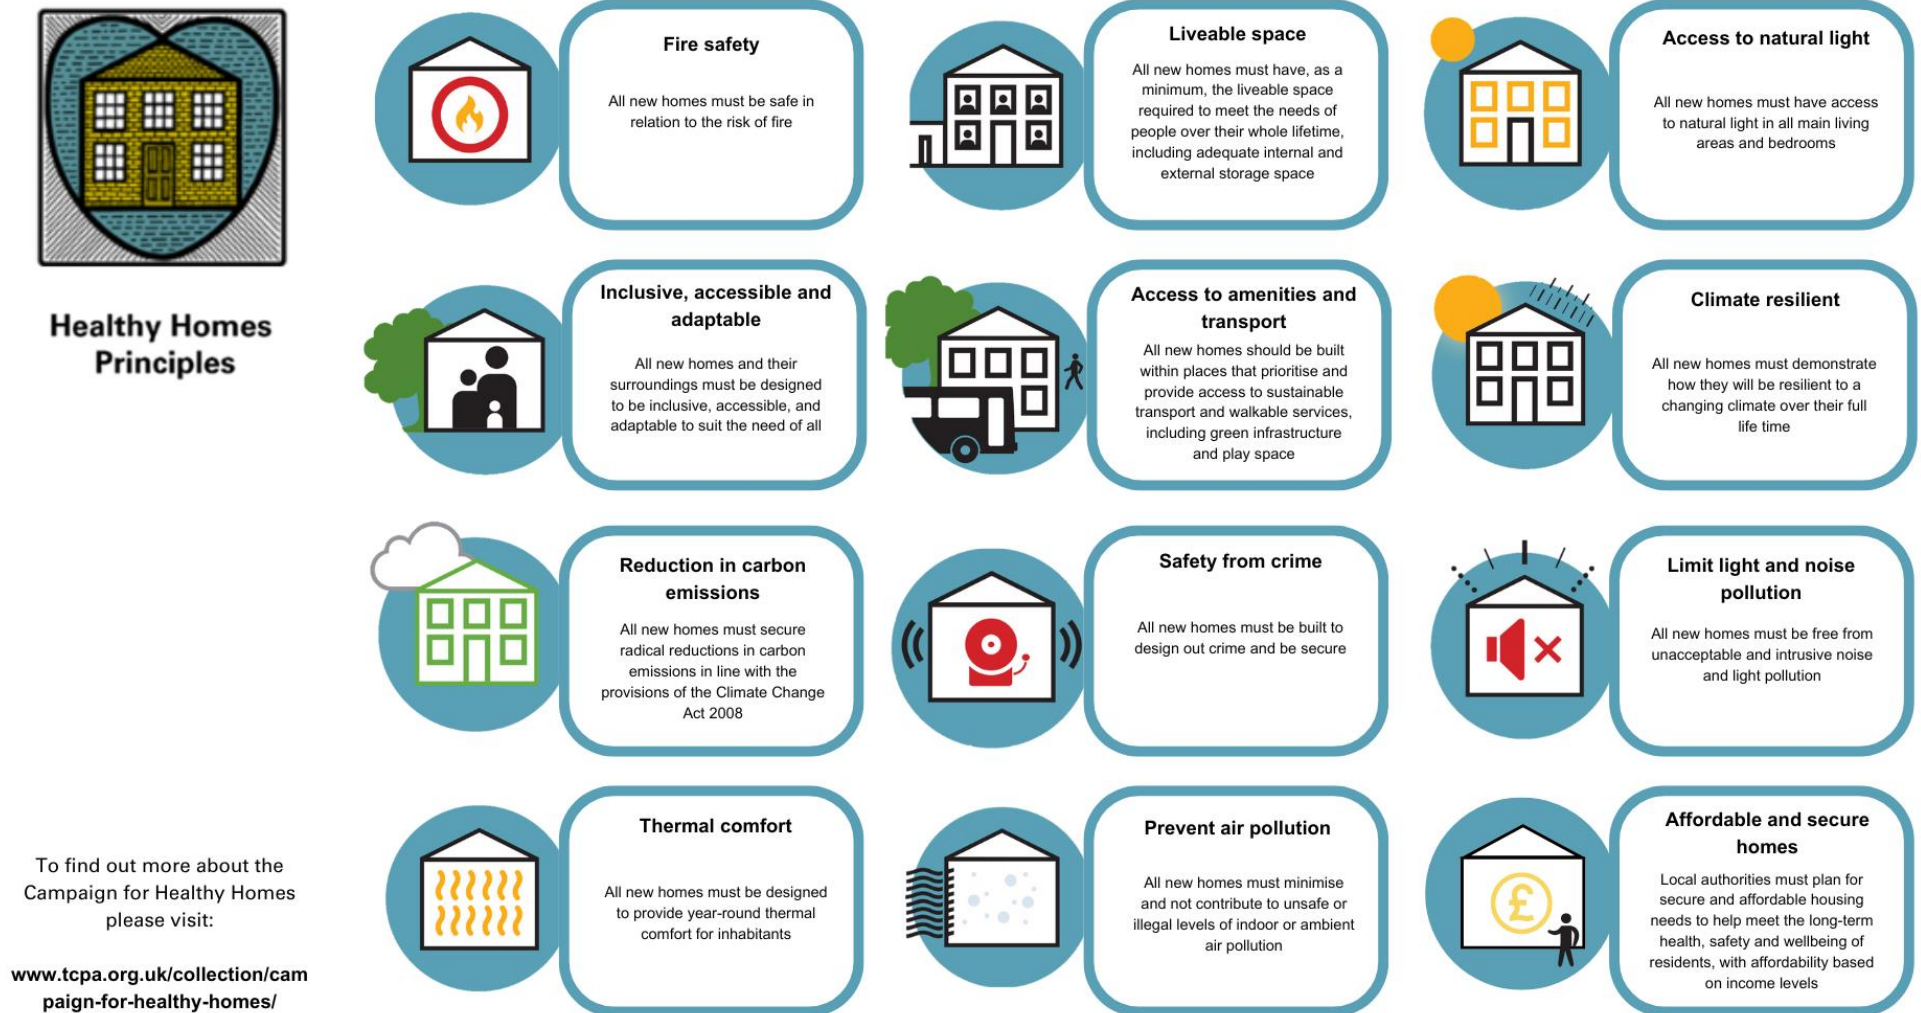 Healthy Homes
Principles
To find out more about the
Campaign for Healthy Homes
please visit:
www.tcpa.org.uk/collection/cam
paign-for-healthy-homes/
Fire safety
All new homes must be safe in
relation to the risk of fire
Liveable space
All new homes must have, as a
minimum, the liveable space
required to meet the needs of
people over their whole lifetime,
including adequate internal and
external storage space
Access to natural light
All new homes must have access
to natural light in all main living
areas and bedrooms
Inclusive, accessible and
adaptable
All new homes and their
surroundings must be designed
to be inclusive, accessible, and
adaptable to suit the need of all
Access to amenities and
transport
All new homes should be built
within places that prioritise and
provide access to sustainable
transport and walkable services,
including green infrastructure
and play space
Climate resilient
All new homes must demonstrate
how they will be resilient to a
changing climate over their full
life time
Reduction in carbon
emissions
All new homes must secure
radical reductions in carbon
emissions in line with the
provisions of the Climate Change
Act 2008
Safety from crime
All new homes must be built to
design out crime and be secure
Limit light and noise
pollution
All new homes must be free from
unacceptable and intrusive noise
and light pollution
Thermal comfort
All new homes must be designed
to provide year-round thermal
comfort for inhabitants
Prevent air pollution
All new homes must minimise
and not contribute to unsafe or
illegal levels of indoor or ambient
air pollution
£
Affordable and secure
homes
Local authorities must plan for
secure and affordable housing
needs to help meet the long-term
health, safety and wellbeing of
residents, with affordability based
on income levels